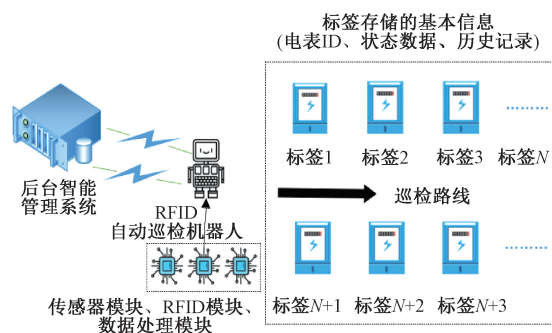 标签存储的基本信息
(电表ID、状态数据、历史记录)
标签1 标签2 标签3 标签N
后台智能
管理系统
RFID
自动巡检机器人
巡检路线
传感器模块、RFID模块、
数据处理模块
标签N+1 标签N+2 标签N+3